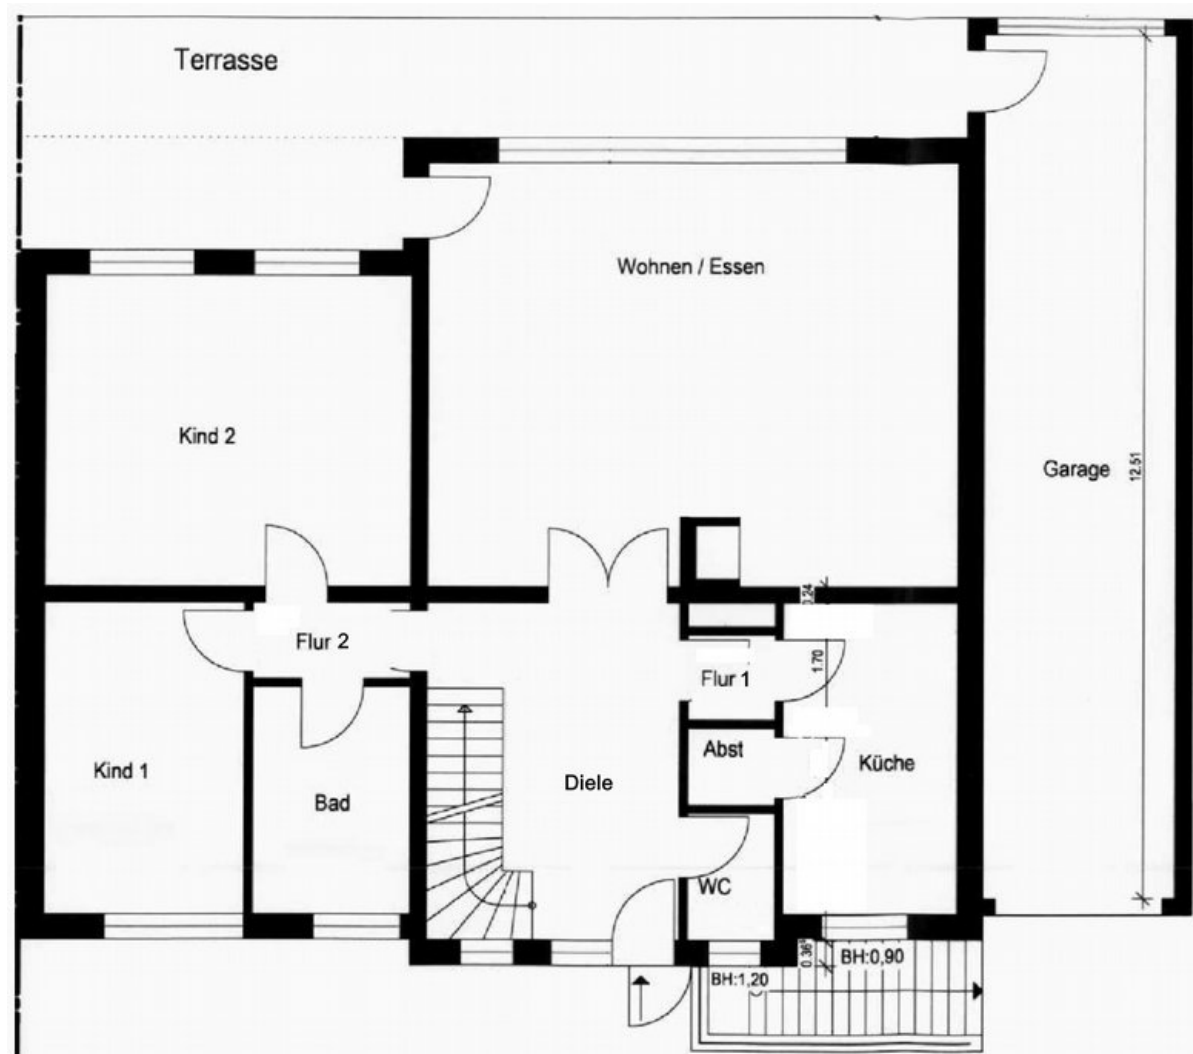 Terrasse
Wohnen / Essen
Kind 2
Garage
12.51
0.24
Flur 2
Flur 1
1.70
Kind 1
Bad
Diele
Abst
Küche
WC
0.36⁵
BH:0,90
BH:1,20